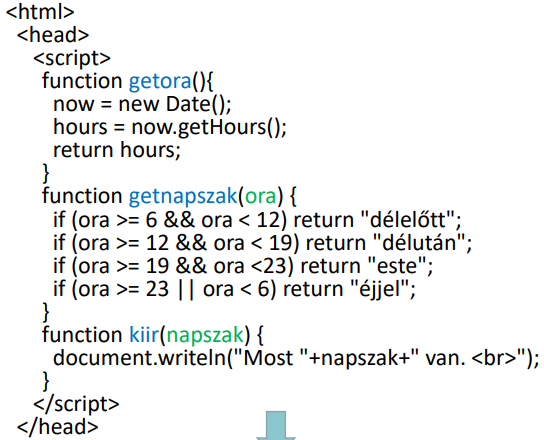 <html>
<head>
<script>
function getora(){
now = new Date();
hours = now.getHours();
return hours;
}
function getnapszak(ora) {
if (ora >= 6 && ora < 12) return "délelőtt";
if (ora >= 12 && ora < 19) return "délután";
if (ora >= 19 && ora <23) return "este";
if (ora >= 23 || ora < 6) return "éjjel";
}
function kiir(napszak) {
document.writeln("Most "+napszak+" van. <br>");
}
</script>
</head>